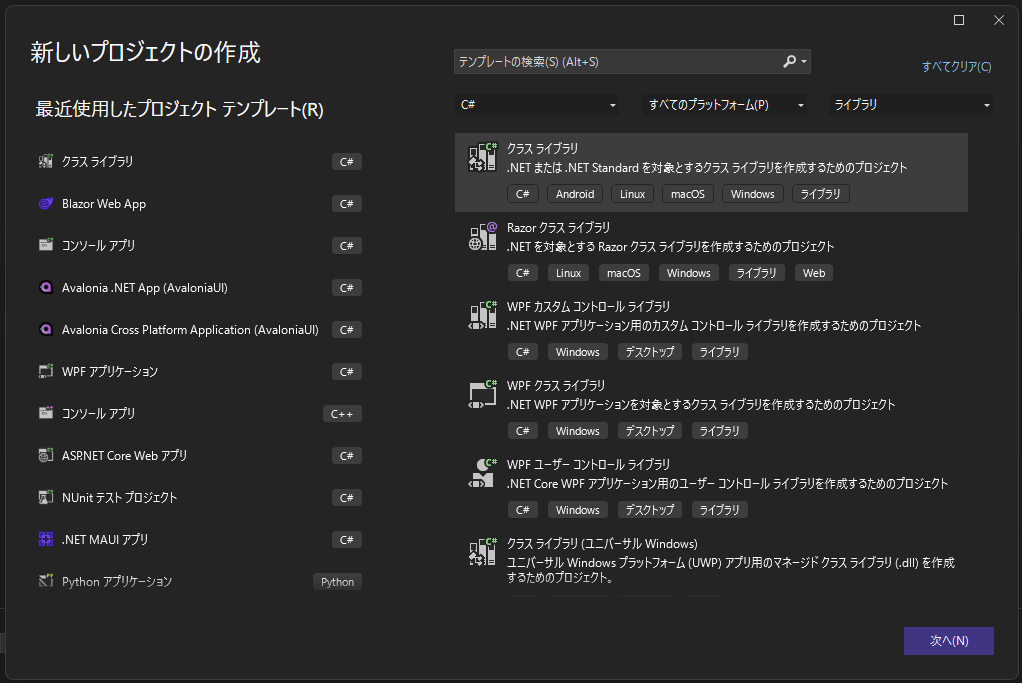 新しいプロジェクトの作成
最近使用したプロジェクト テンプレート(R)
クラス ライブラリ C#
Blazor Web App C#
コンソール アプリ C#
Avalonia .NET App (AvaloniaUI) C#
Avalonia Cross Platform Application (AvaloniaUI) C#
WPF アプリケーション C#
コンソール アプリ C++
ASP.NET Core Web アプリ C#
NUnit テスト プロジェクト C#
.NET MAUI アプリ C#
Python アプリケーション Python
テンプレートの検索(S) (Alt+S)
すべてクリア(C)
C# すべてのプラットフォーム(P) ライブラリ
クラス ライブラリ
.NET または .NET Standard を対象とするクラス ライブラリを作成するためのプロジェクト
C# Android Linux macOS Windows ライブラリ
Razor クラス ライブラリ
.NET を対象とする Razor クラス ライブラリを作成するためのプロジェクト
C# Linux macOS Windows ライブラリ Web
WPF カスタム コントロール ライブラリ
.NET WPF アプリケーション用のカスタム コントロール ライブラリを作成するためのプロジェクト
C# Windows デスクトップ ライブラリ
WPF クラス ライブラリ
.NET WPF アプリケーションを対象とするクラス ライブラリを作成するためのプロジェクト
C# Windows デスクトップ ライブラリ
WPF ユーザー コントロール ライブラリ
.NET Core WPF アプリケーション用のユーザー コントロール ライブラリを作成するためのプロジェクト
C# Windows デスクトップ ライブラリ
クラス ライブラリ (ユニバーサル Windows)
ユニバーサル Windows プラットフォーム (UWP) アプリ用のマネージド クラス ライブラリ (.dll) を作成
するためのプロジェクト。
次へ(N)